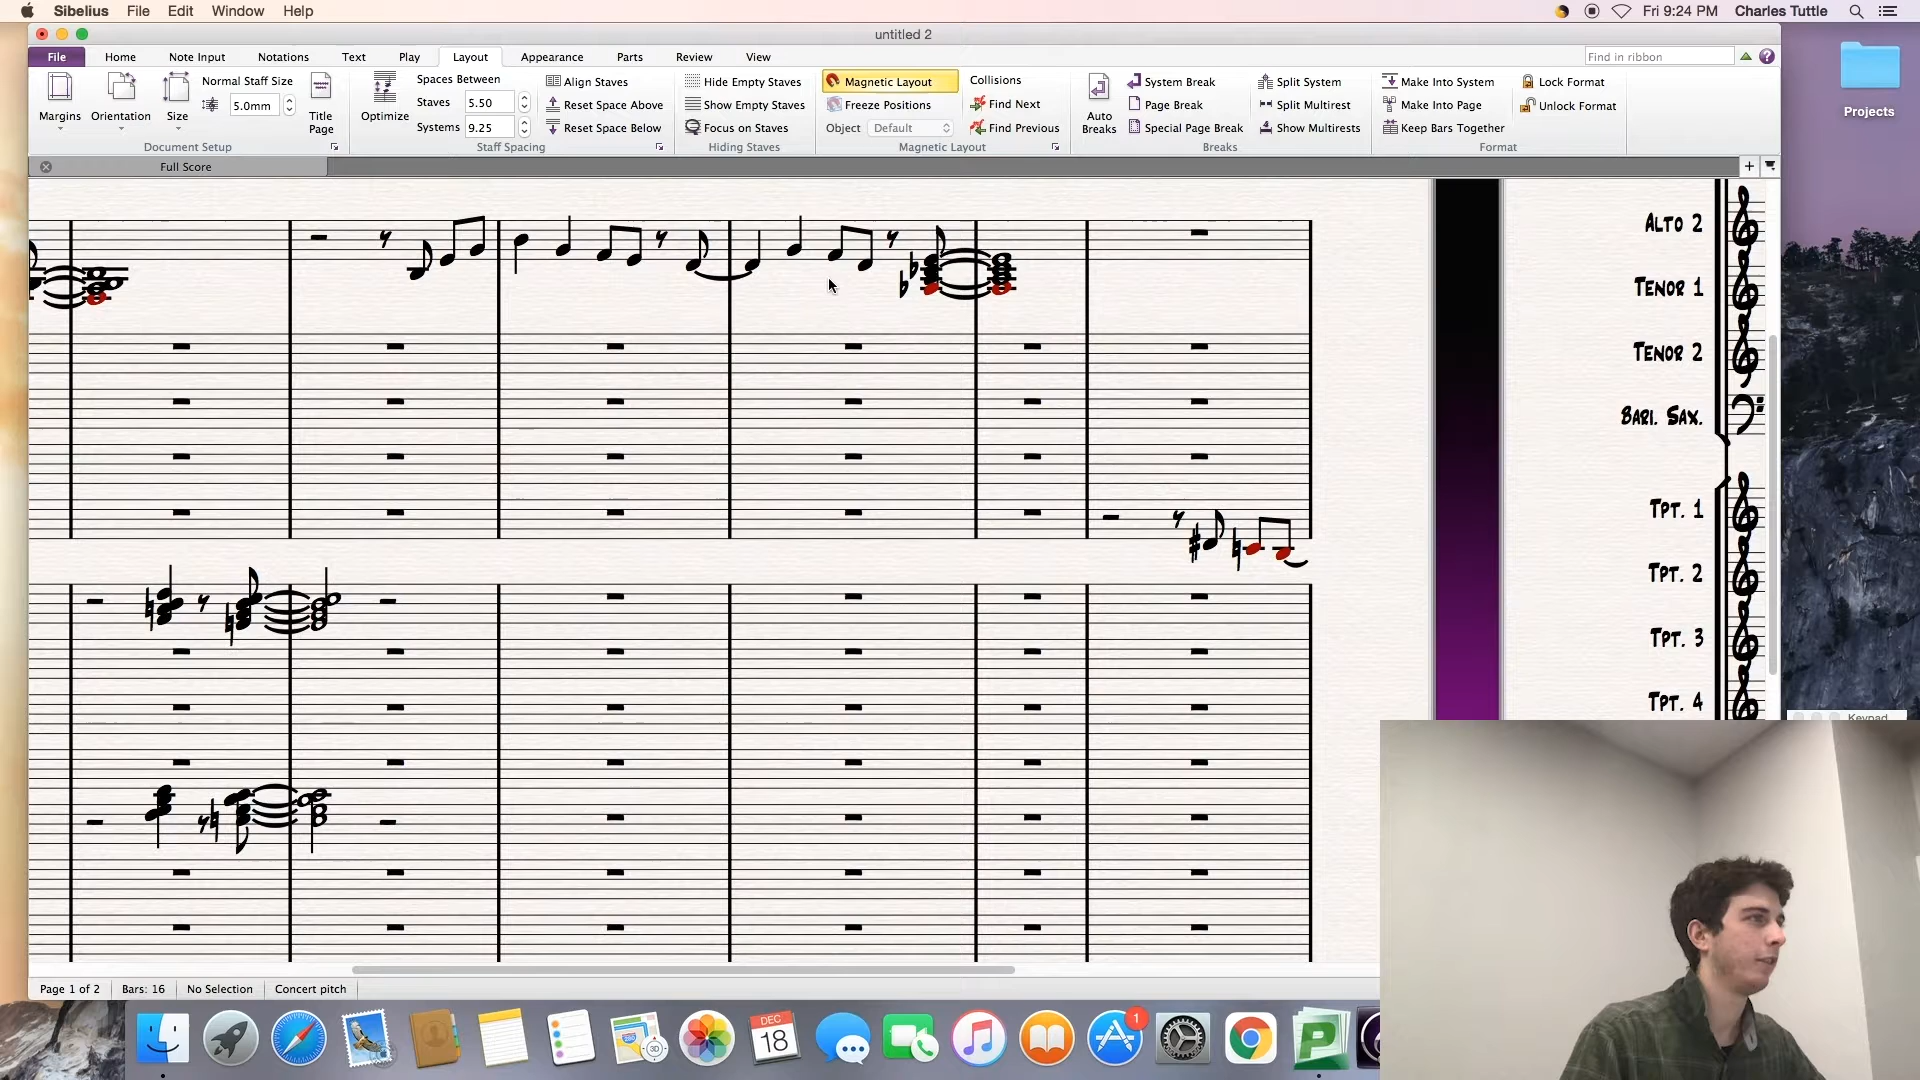 Sibelius File Edit Window Help Fri 9:24 PM Charles Tuttle
untitled 2
File Home Note Input Notations Text Play Layout Appearance Parts Review View Find in ribbon
Projects
Margins
Orientation
Size
Normal Staff Size
5.0mm
Title
Page
Document Setup
Optimize
Spaces Between
Staves 5.50
Systems 9.25
Align Staves
Reset Space Above
Reset Space Below
Staff Spacing
Hide Empty Staves
Show Empty Staves
Focus on Staves
Hiding Staves
Magnetic Layout
Freeze Positions
Object Default
Collisions
Find Next
Find Previous
Magnetic Layout
Auto
Breaks
System Break
Page Break
Special Page Break
Split System
Split Multirest
Show Multirests
Breaks
Make Into System
Make Into Page
Keep Bars Together
Lock Format
Unlock Format
Format
Full Score
Alto 2
Tenor 1
Tenor 2
Bari. Sax.
Tpt. 1
Tpt. 2
Tpt. 3
Tpt. 4
Keypad
Page 1 of 2 Bars: 16 No Selection Concert pitch
DEC
18
3D
1